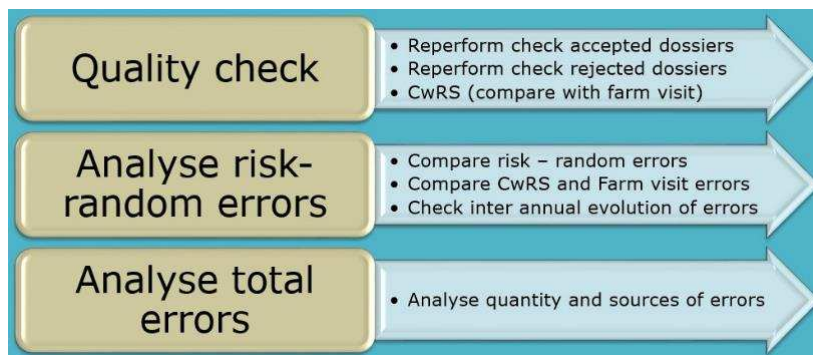 Quality check
• Reperform check accepted dossiers
• Reperform check rejected dossiers
• CwRS (compare with farm visit)
Analyse risk-
random errors
• Compare risk – random errors
• Compare CwRS and Farm visit errors
• Check inter annual evolution of errors
Analyse total
errors
• Analyse quantity and sources of errors